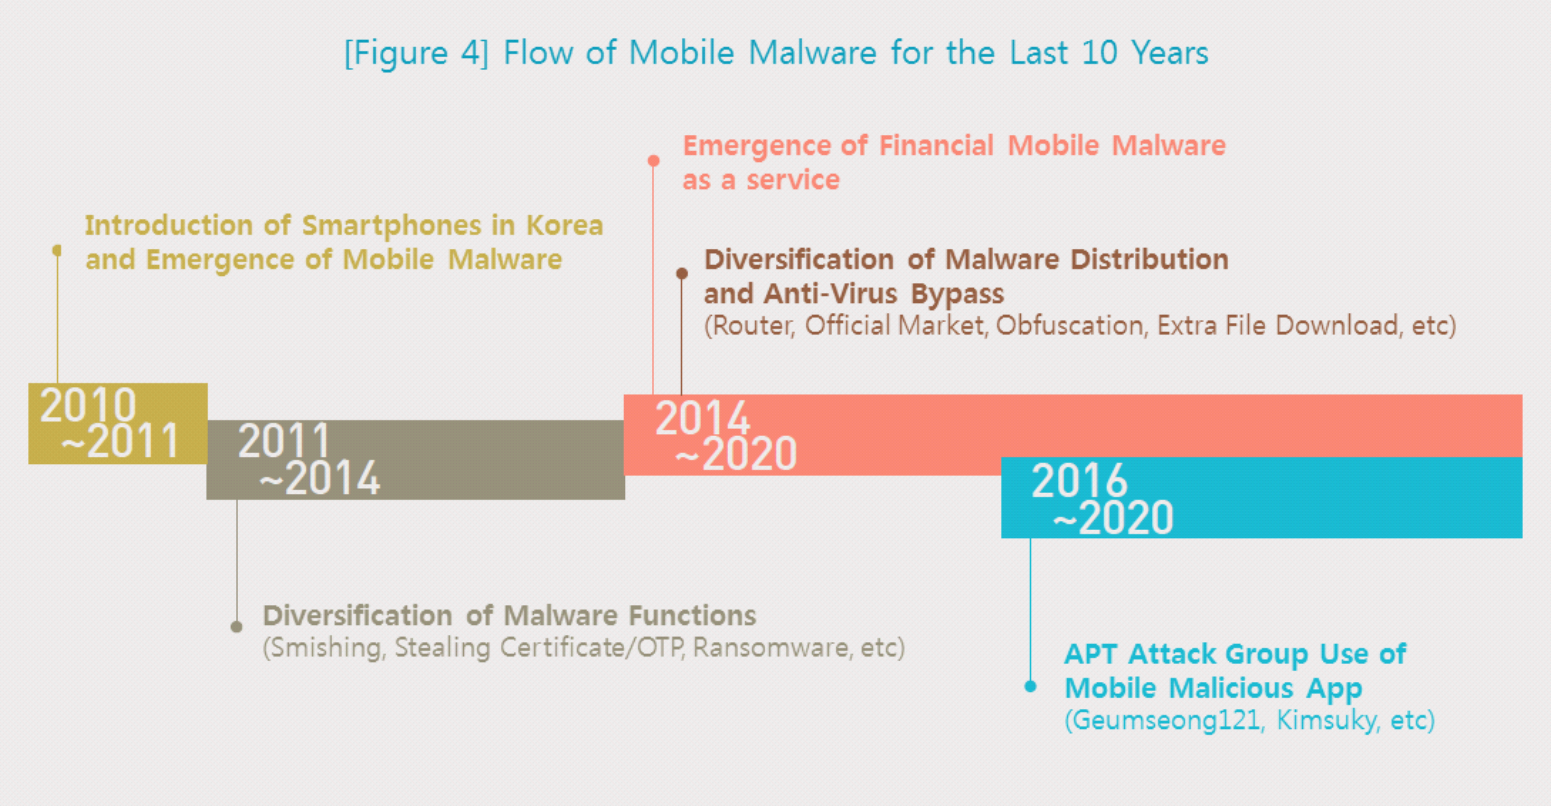 [Figure 4] Flow of Mobile Malware for the Last 10 Years
Emergence of Financial Mobile Malware
as a service
Introduction of Smartphones in Korea
and Emergence of Mobile Malware
Diversification of Malware Distribution
and Anti-Virus Bypass
(Router, Official Market, Obfuscation, Extra File Download, etc)
2010
~2011
2011
~2014
2014
~2020
2016
~2020
Diversification of Malware Functions
(Smishing, Stealing Certificate/OTP, Ransomware, etc)
APT Attack Group Use of
Mobile Malicious App
(Geumseong121, Kimsuky, etc)